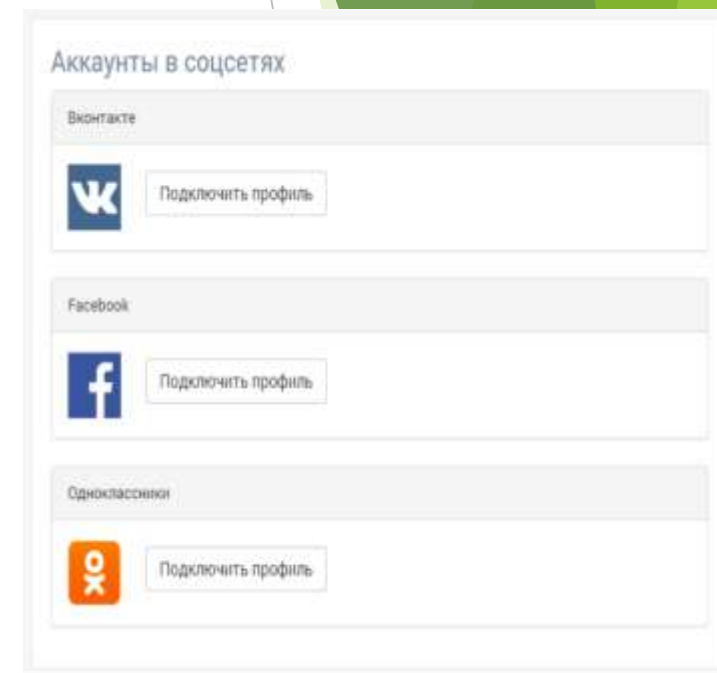 Аккаунты в соцсетях
Вконтакте
Подключить профиль
Facebook
Подключить профиль
Одноклассники
Подключить профиль